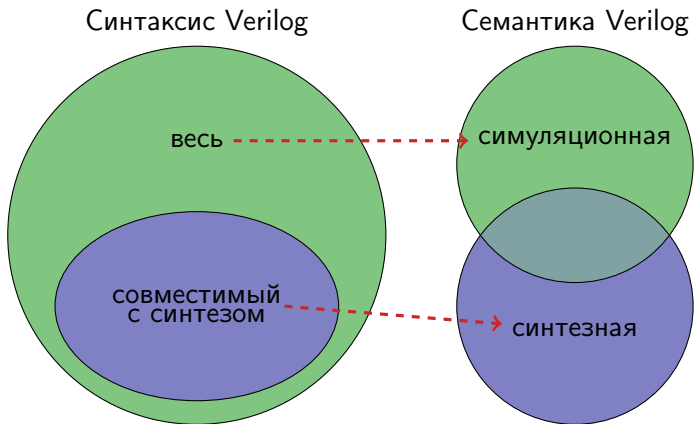 Синтаксис Verilog
Семантика Verilog
весь
симуляционная
совместимый
с синтезом
синтезная